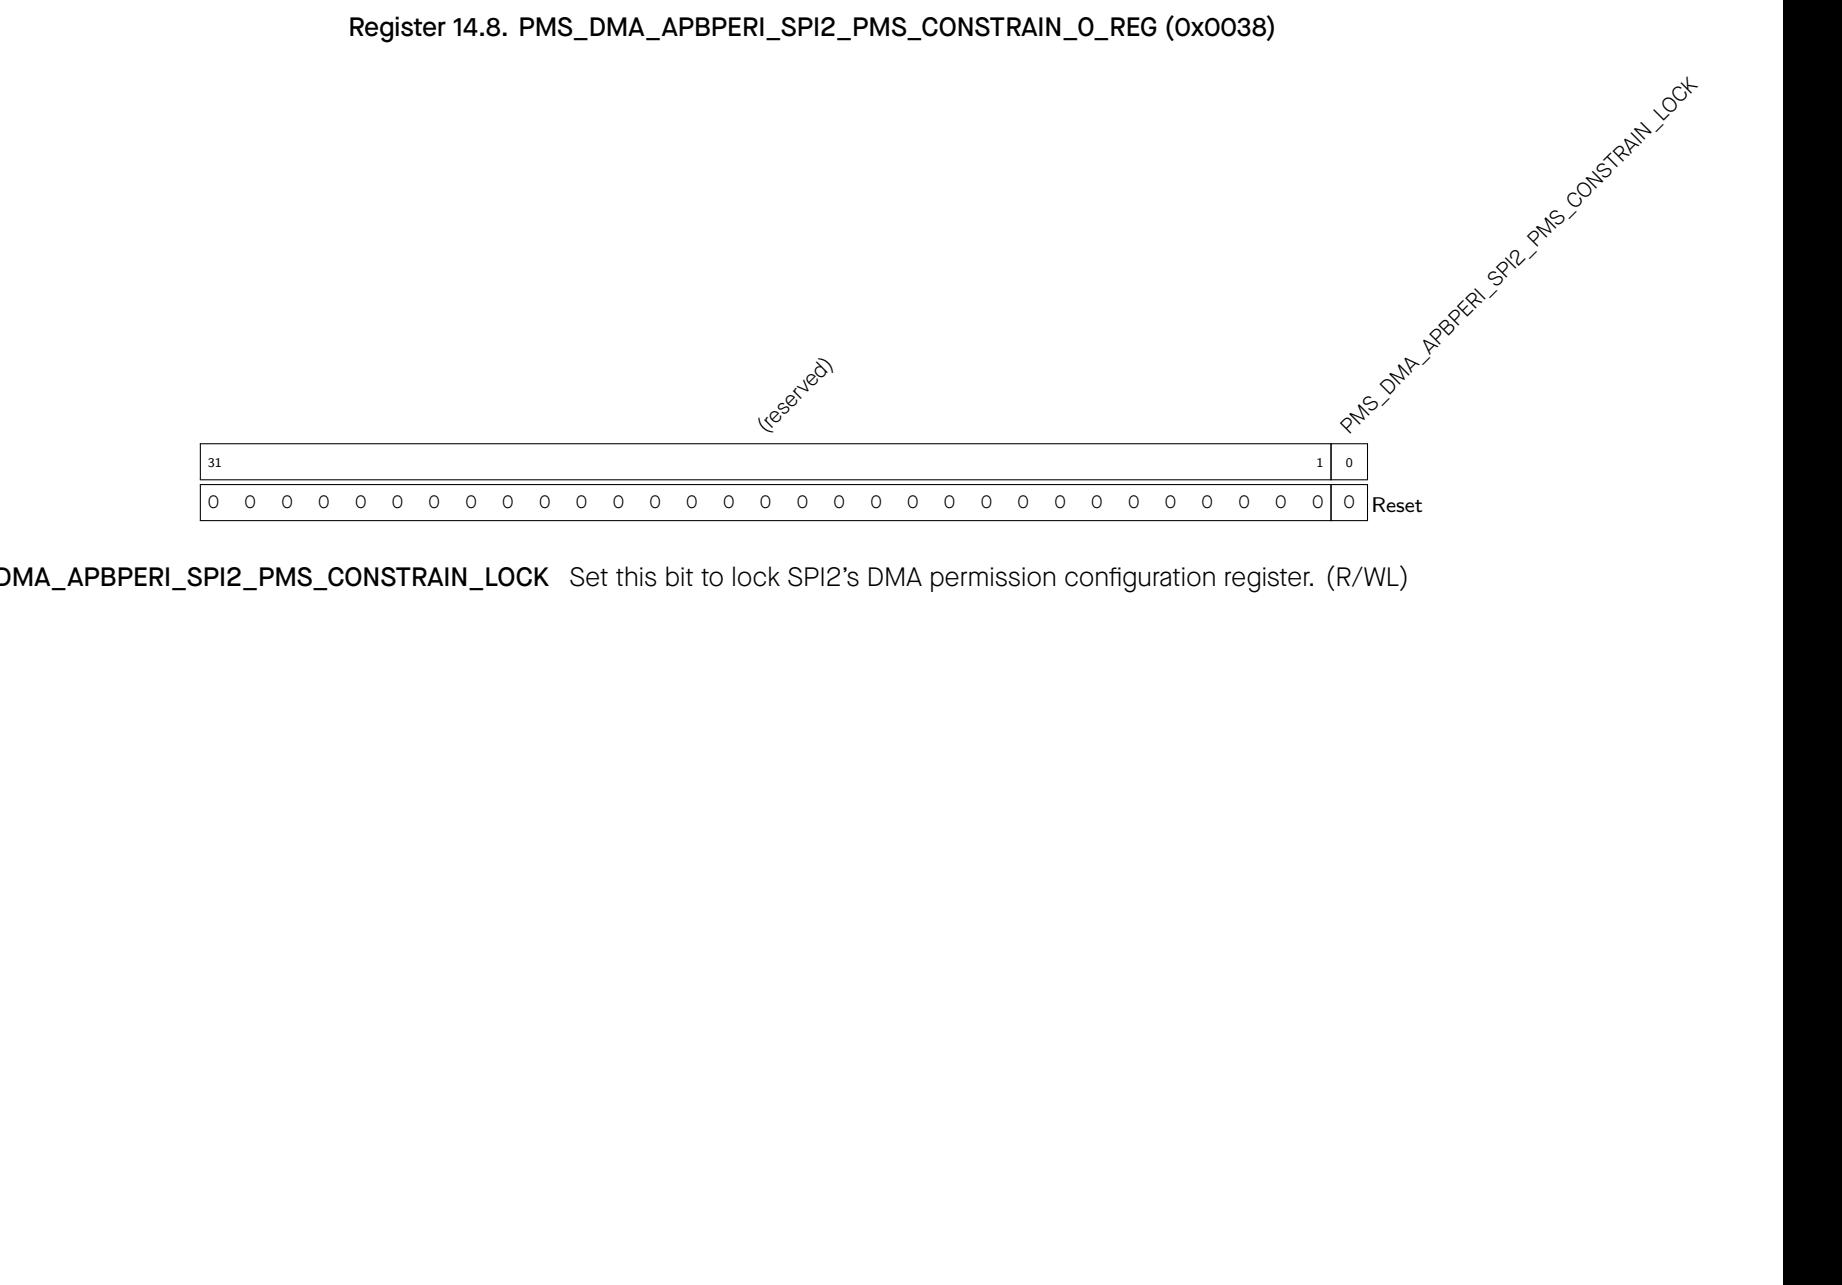 Register 14.8. PMS_DMA_APBPERI_SPI2_PMS_CONSTRAIN_0_REG (0x0038)
PMS_DMA_APBPERI_SPI2_PMS_CONSTRAIN_LOCK
(reserved)
31 1 0
0 0 0 0 0 0 0 0 0 0 0 0 0 0 0 0 0 0 0 0 0 0 0 0 0 0 0 0 0 0 0 0 Reset
DMA_APBPERI_SPI2_PMS_CONSTRAIN_LOCK Set this bit to lock SPI2’s DMA permission configuration register. (R/WL)